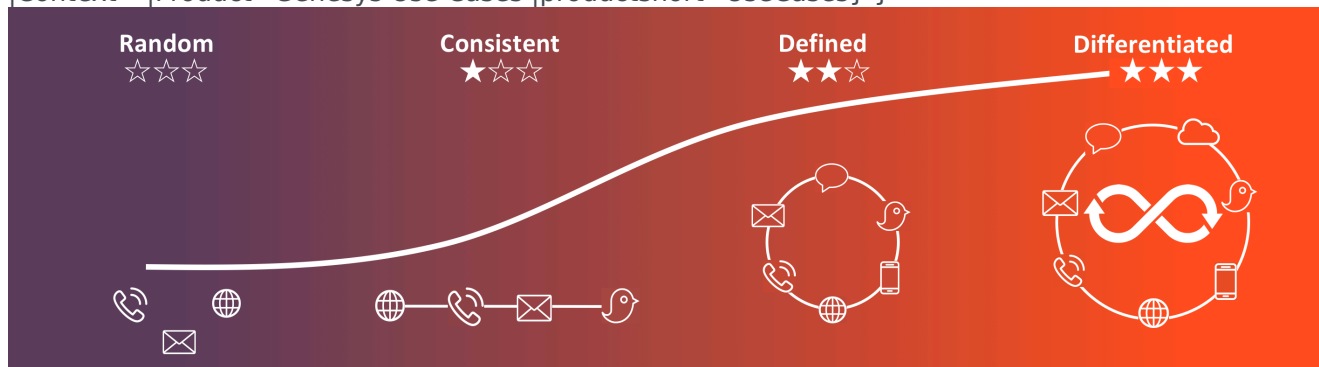 Random
☆☆☆
Consistent
★☆☆
Defined
★★☆
Differentiated
★★★